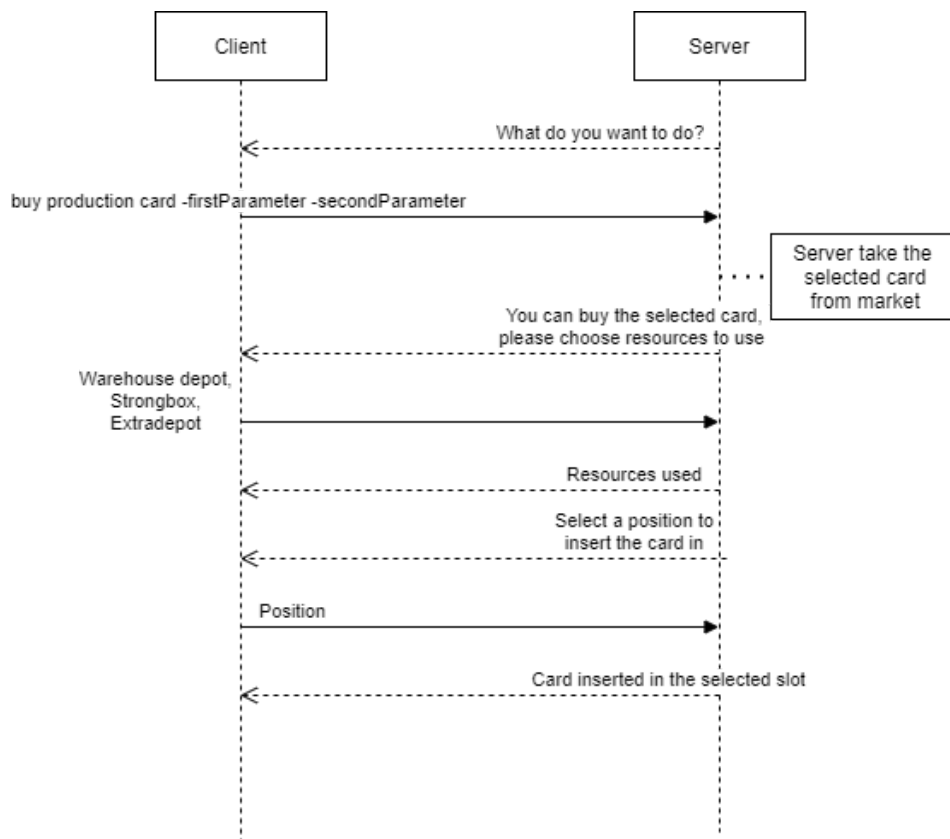 Client
Server
What do you want to do?
buy production card -firstParameter -secondParameter
Server take the
selected card
from market
You can buy the selected card,
please choose resources to use
Warehouse depot,
Strongbox,
Extradepot
Resources used
Select a position to
insert the card in
Position
Card inserted in the selected slot